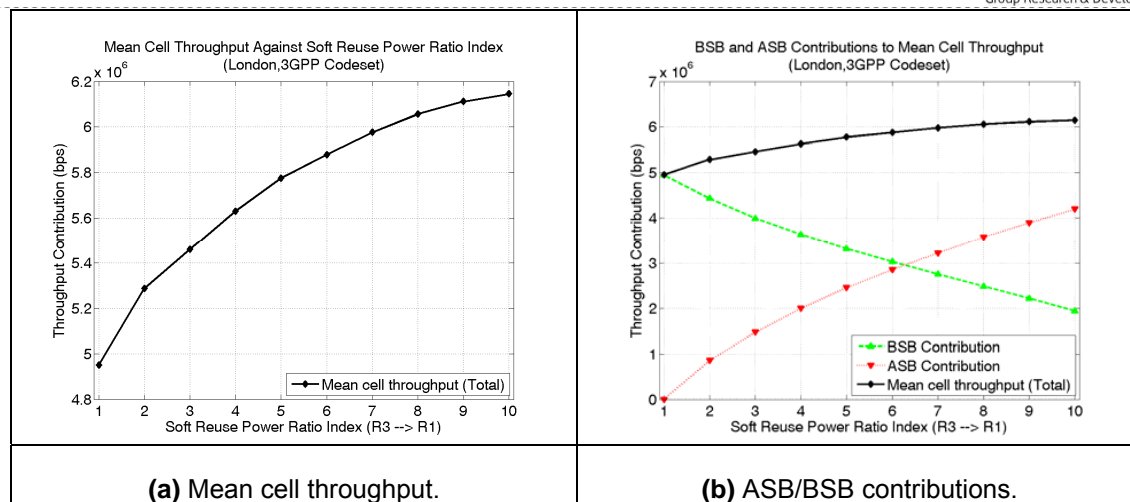 Mean Cell Throughput Against Soft Reuse Power Ratio Index
(London,3GPP Codeset)
x 10^6
6.2
6
5.8
5.6
5.4
5.2
5
4.8
Throughput Contribution (bps)
Mean cell throughput (Total)
1 2 3 4 5 6 7 8 9 10
Soft Reuse Power Ratio Index (R3 --> R1)
(a) Mean cell throughput.
BSB and ASB Contributions to Mean Cell Throughput
(London,3GPP Codeset)
x 10^6
7
6
5
4
3
2
1
0
Throughput Contribution (bps)
BSB Contribution
ASB Contribution
Mean cell throughput (Total)
1 2 3 4 5 6 7 8 9 10
Soft Reuse Power Ratio Index (R3 --> R1)
(b) ASB/BSB contributions.